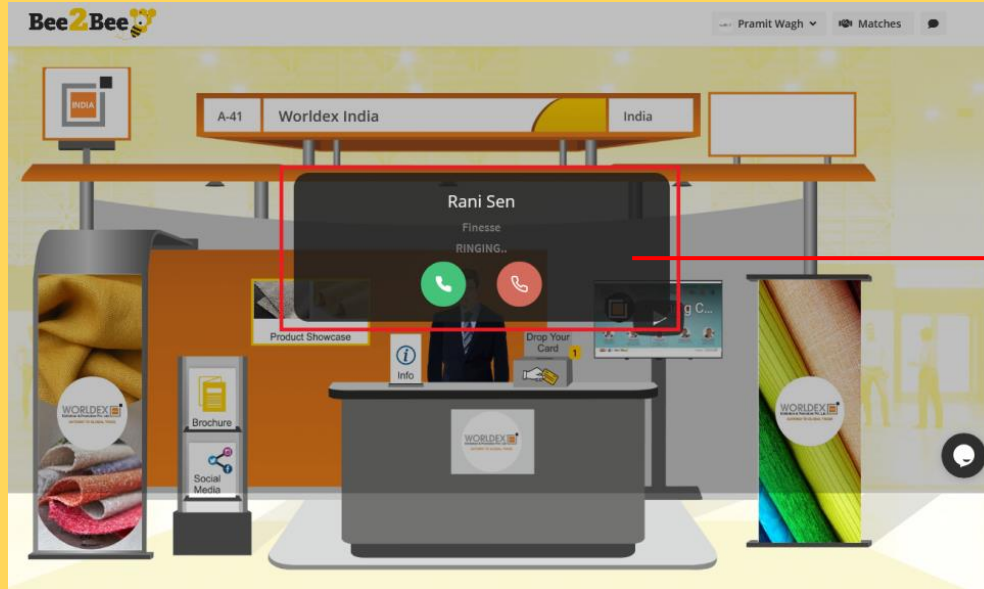 Bee2Bee
Pramit Wagh
Matches
INDIA
A-41
Worldex India
India
Rani Sen
Finesse
RINGING..
g C...
Product Showcase
Drop Your
Card
1
Info
Brochure
Social
Media
WORLDEX
WORLDEX
WORLDEX